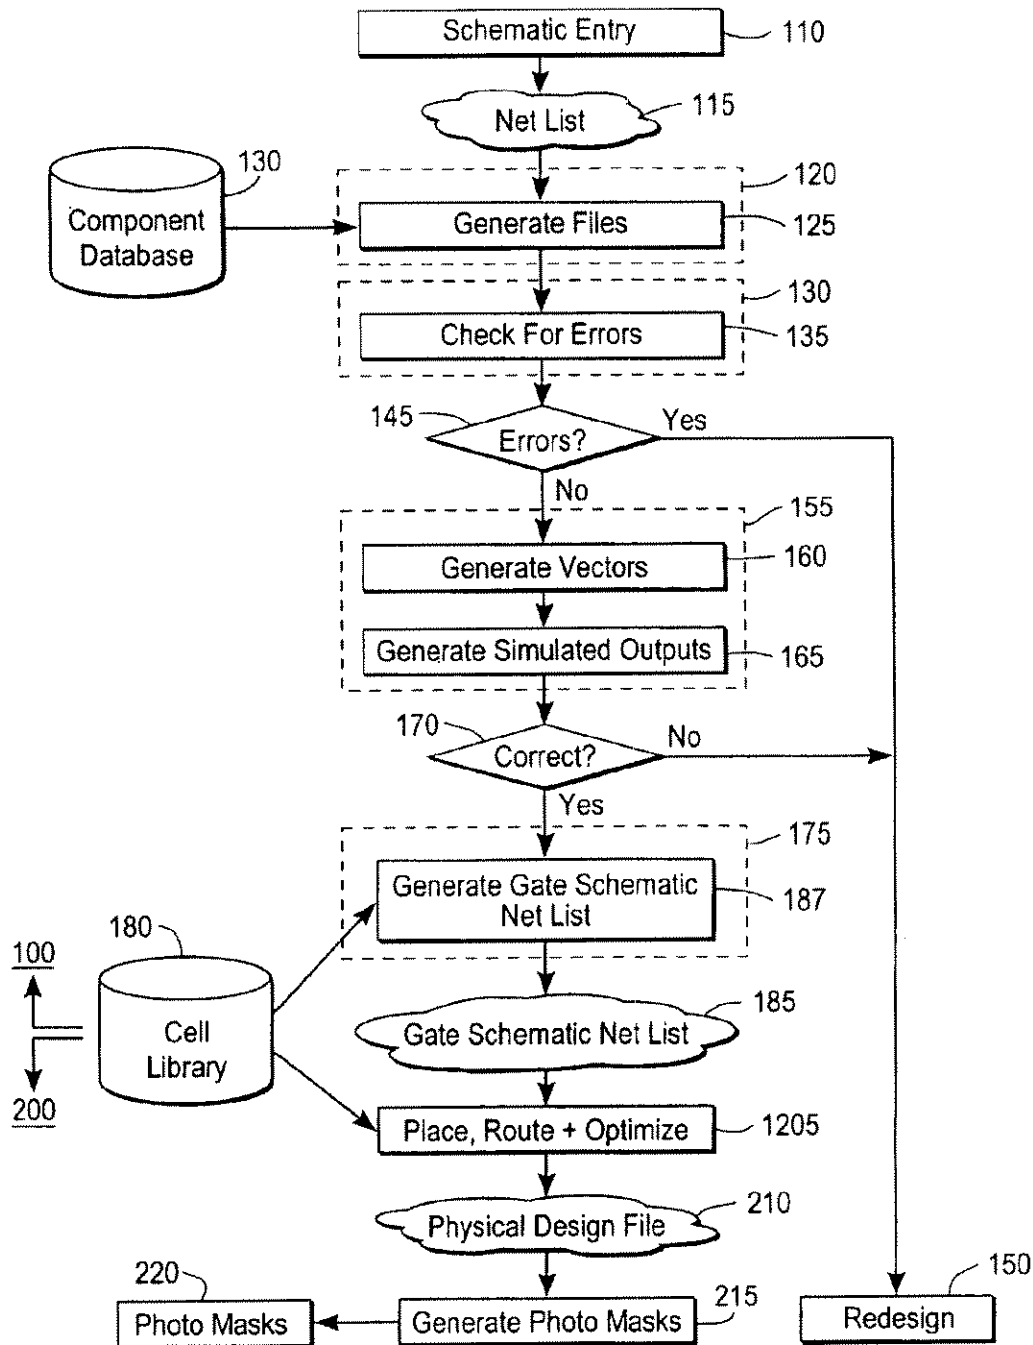 Schematic Entry
110
Net List
115
130
Component
Database
120
Generate Files
125
130
Check For Errors
135
145
Errors?
Yes
No
155
Generate Vectors
160
Generate Simulated Outputs
165
170
Correct?
No
Yes
175
Generate Gate Schematic
Net List
187
100
200
180
Cell
Library
185
Gate Schematic Net List
Place, Route + Optimize
1205
210
Physical Design File
220
Photo Masks
Generate Photo Masks
215
150
Redesign